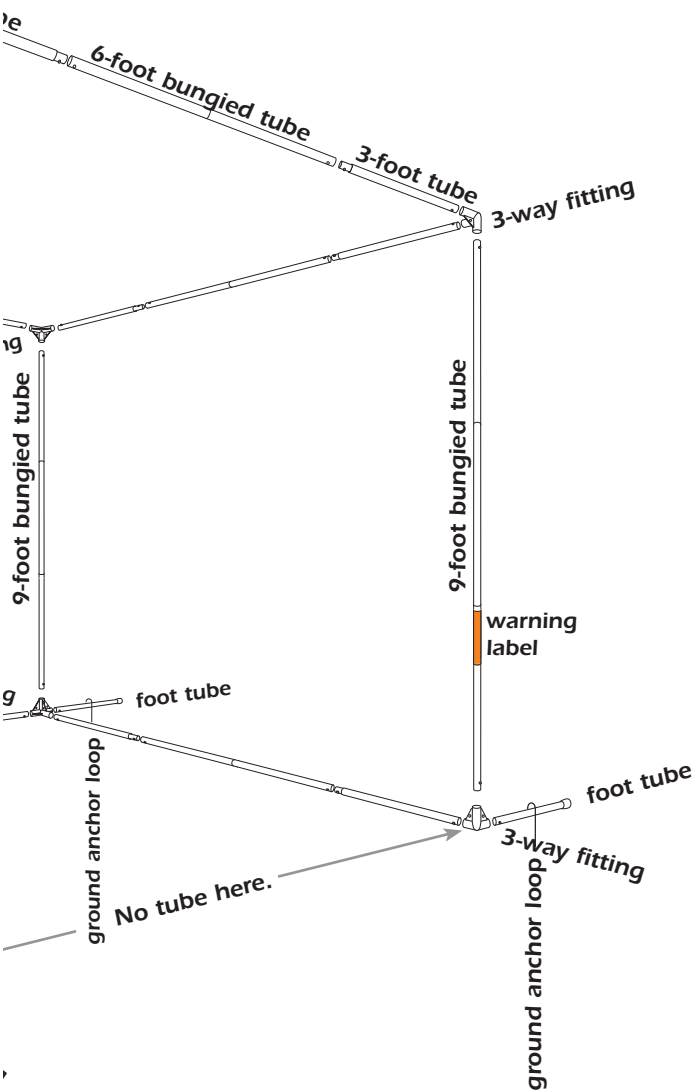 6-foot bungied tube
3-foot tube
3-way fitting
9-foot bungied tube
9-foot bungied tube
warning
label
foot tube
foot tube
3-way fitting
ground anchor loop
No tube here.
ground anchor loop